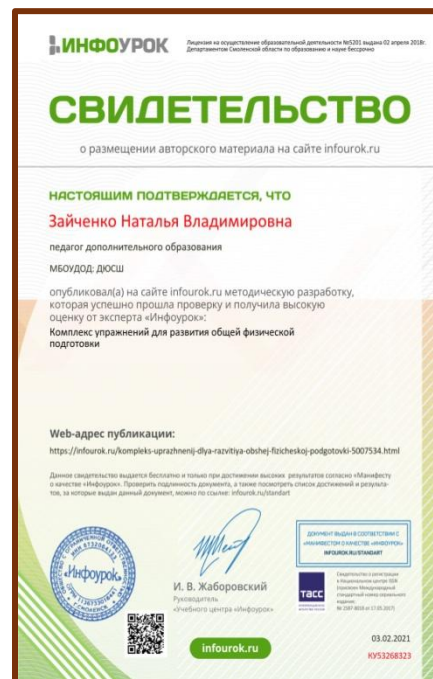 ИНФОУРОК
Лицензия на осуществление образовательной деятельности №5201 выдана 02 апреля 2018г.
Департаментом Смоленской области по образованию и науке бессрочно
СВИДЕТЕЛЬСТВО
о размещении авторского материала на сайте infourok.ru
НАСТОЯЩИМ ПОДТВЕРЖДАЕТСЯ, ЧТО
Зайченко Наталья Владимировна
педагог дополнительного образования
МБОУДОД: ДЮСШ
опубликовал(а) на сайте infourok.ru методическую разработку,
которая успешно прошла проверку и получила высокую
оценку от эксперта «Инфоурок»:
Комплекс упражнений для развития общей физической
подготовки
Web-адрес публикации:
https://infourok.ru/kompleks-uprazhnenij-dlya-razvitiya-obshej-fizicheskoj-podgotovki-5007534.html
Данное свидетельство выдается бесплатно и только при достижении высоких результатов согласно «Манифесту
о качестве «Инфоурок». Проверить подлинность документа, а также посмотреть список достижений и результа-
тов, за которые выдан данный документ, можно по ссылке: infourok.ru/standart
«Инфоурок»
И. В. Жаборовский
Руководитель
«Учебного центра «Инфоурок»
infourok.ru
ДОКУМЕНТ ВЫДАН В СООТВЕТСТВИИ С
«МАНИФЕСТОМ О КАЧЕСТВЕ «ИНФОУРОК»
INFOUROK.RU/STANDART
ТАСС
Свидетельство о регистрации
в Национальном центре ISSN
03.02.2021
КУ53268323